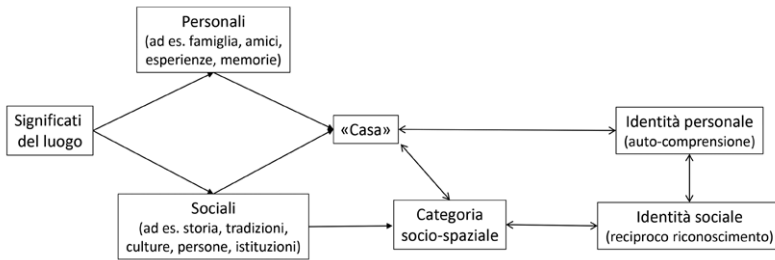 Personali
(ad es. famiglia, amici,
esperienze, memorie)
Significati
del luogo
«Casa»
Identità personale
(auto-comprensione)
Sociali
(ad es. storia, tradizioni,
culture, persone, istituzioni)
Categoria
socio-spaziale
Identità sociale
(reciproco riconoscimento)